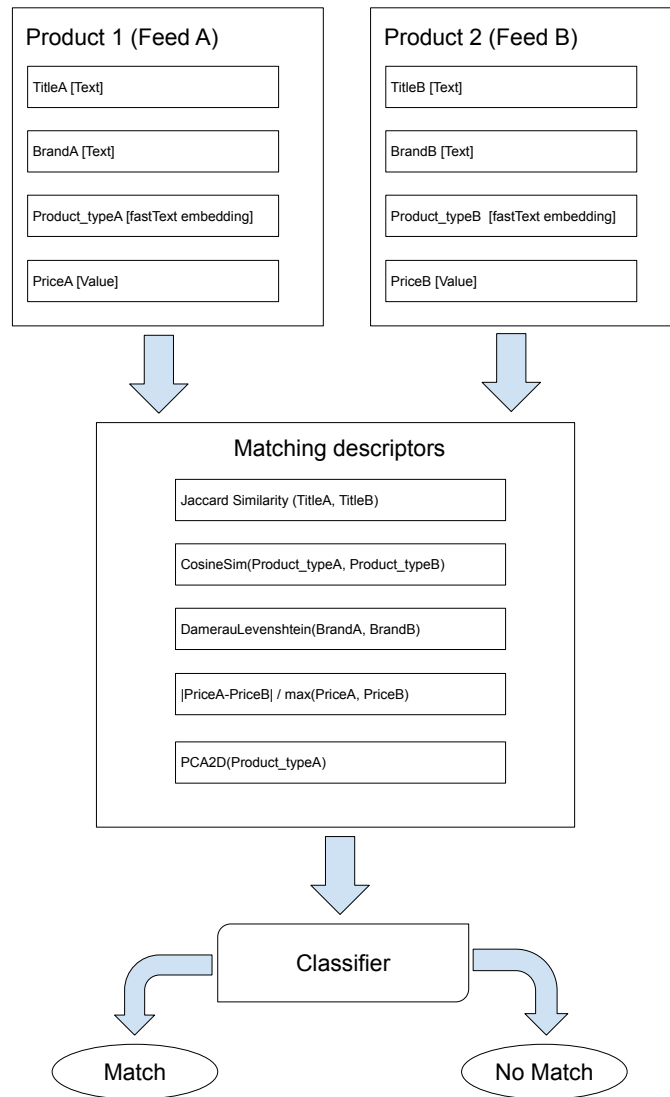 Product 1 (Feed A)
TitleA [Text]
BrandA [Text]
Product_typeA [fastText embedding]
PriceA [Value]
Product 2 (Feed B)
TitleB [Text]
BrandB [Text]
Product_typeB [fastText embedding]
PriceB [Value]
Matching descriptors
Jaccard Similarity (TitleA, TitleB)
CosineSim(Product_typeA, Product_typeB)
DamerauLevenshtein(BrandA, BrandB)
|PriceA-PriceB| / max(PriceA, PriceB)
PCA2D(Product_typeA)
Classifier
Match
No Match